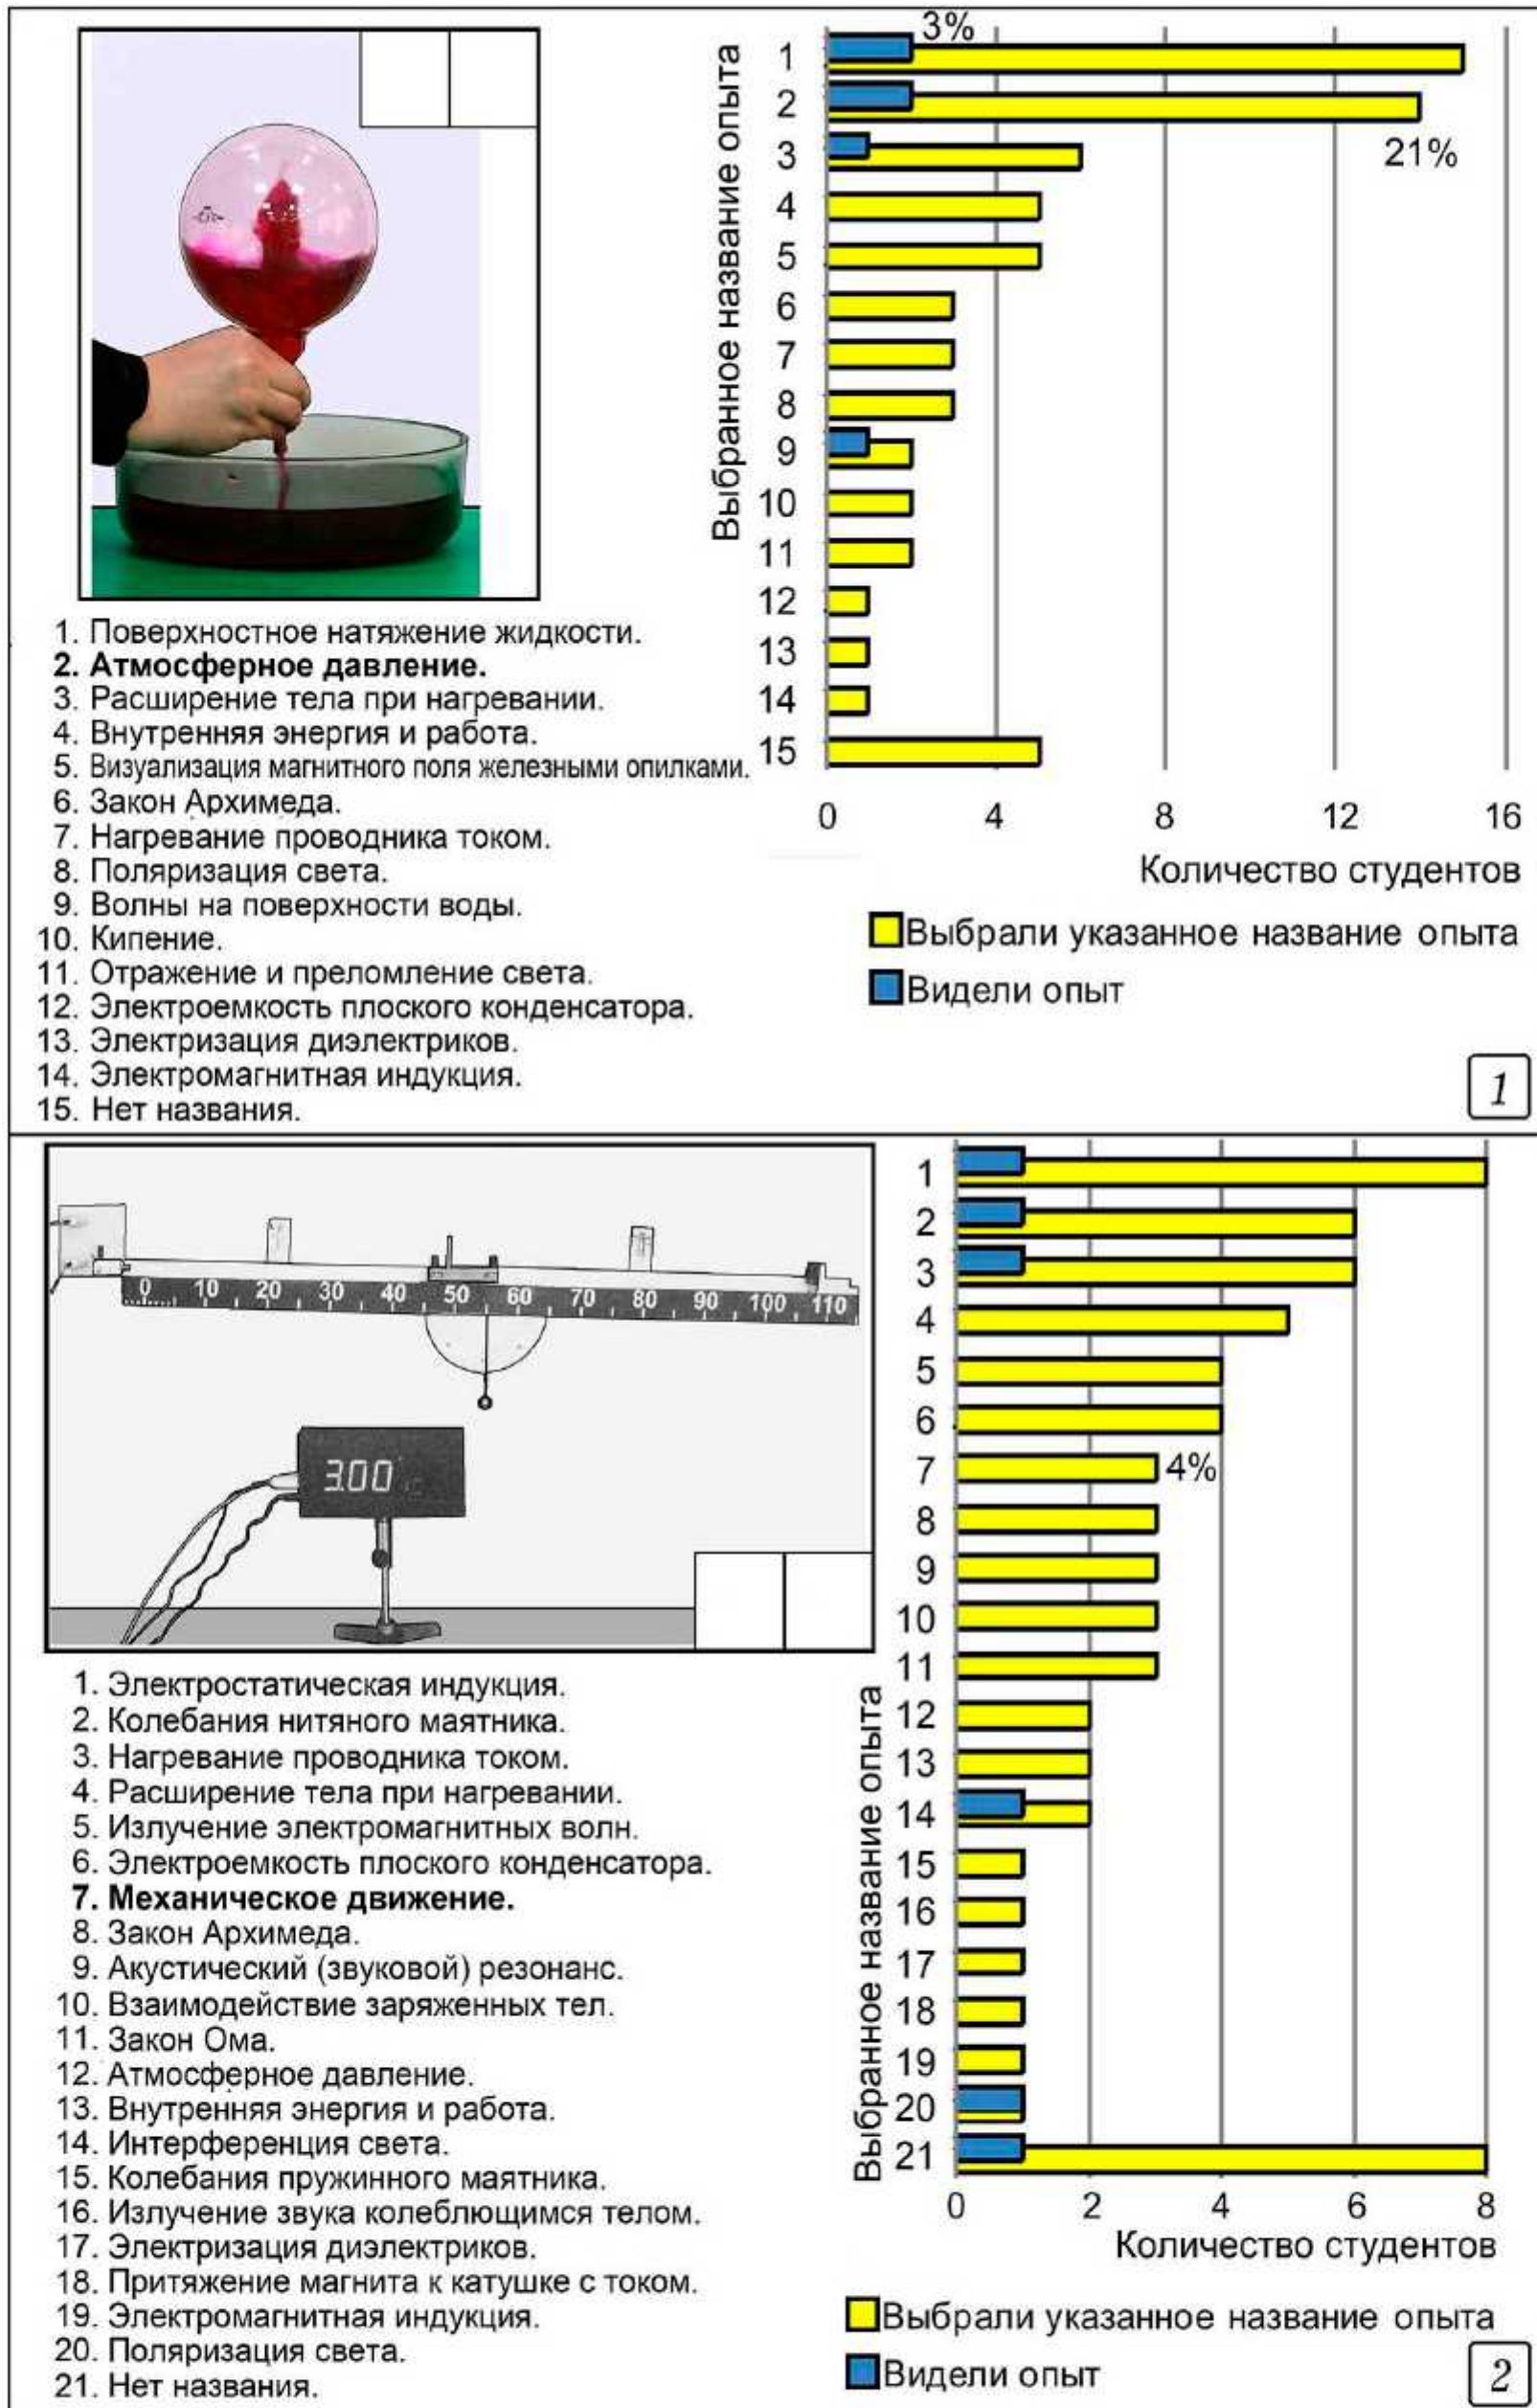 3%
21%
Выбранное название опыта
1
2
3
4
5
6
7
8
9
10
11
12
13
14
15
0 4 8 12 16
Количество студентов
Выбрали указанное название опыта
Видели опыт
1. Поверхностное натяжение жидкости.
2. Атмосферное давление.
3. Расширение тела при нагревании.
4. Внутренняя энергия и работа.
5. Визуализация магнитного поля железными опилками.
6. Закон Архимеда.
7. Нагревание проводника током.
8. Поляризация света.
9. Волны на поверхности воды.
10. Кипение.
11. Отражение и преломление света.
12. Электроемкость плоского конденсатора.
13. Электризация диэлектриков.
14. Электромагнитная индукция.
15. Нет названия.
1
0 10 20 30 40 50 60 70 80 90 100 110
3.00
1. Электростатическая индукция.
2. Колебания нитяного маятника.
3. Нагревание проводника током.
4. Расширение тела при нагревании.
5. Излучение электромагнитных волн.
6. Электроемкость плоского конденсатора.
7. Механическое движение.
8. Закон Архимеда.
9. Акустический (звуковой) резонанс.
10. Взаимодействие заряженных тел.
11. Закон Ома.
12. Атмосферное давление.
13. Внутренняя энергия и работа.
14. Интерференция света.
15. Колебания пружинного маятника.
16. Излучение звука колеблющимся телом.
17. Электризация диэлектриков.
18. Притяжение магнита к катушке с током.
19. Электромагнитная индукция.
20. Поляризация света.
21. Нет названия.
Выбранное название опыта
1
2
3
4
5
6
7
4%
8
9
10
11
12
13
14
15
16
17
18
19
20
21
0 2 4 6 8
Количество студентов
Выбрали указанное название опыта
Видели опыт
2